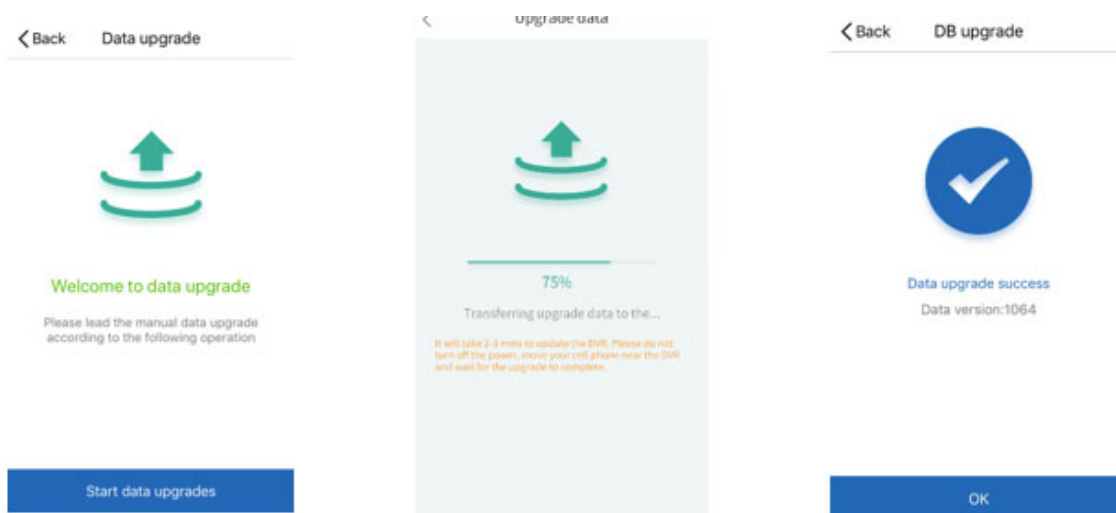 Back Data upgrade
Welcome to data upgrade
Please lead the manual data upgrade
according to the following operation
Start data upgrades
Upgrade data
75%
Transferring upgrade data to the...
It will take 2-3 mins to update the DVR. Please do not
turn off the power, move your cell phone near the DVR
and wait for the upgrade to complete.
Back DB upgrade
Data upgrade success
Data version:1064
OK